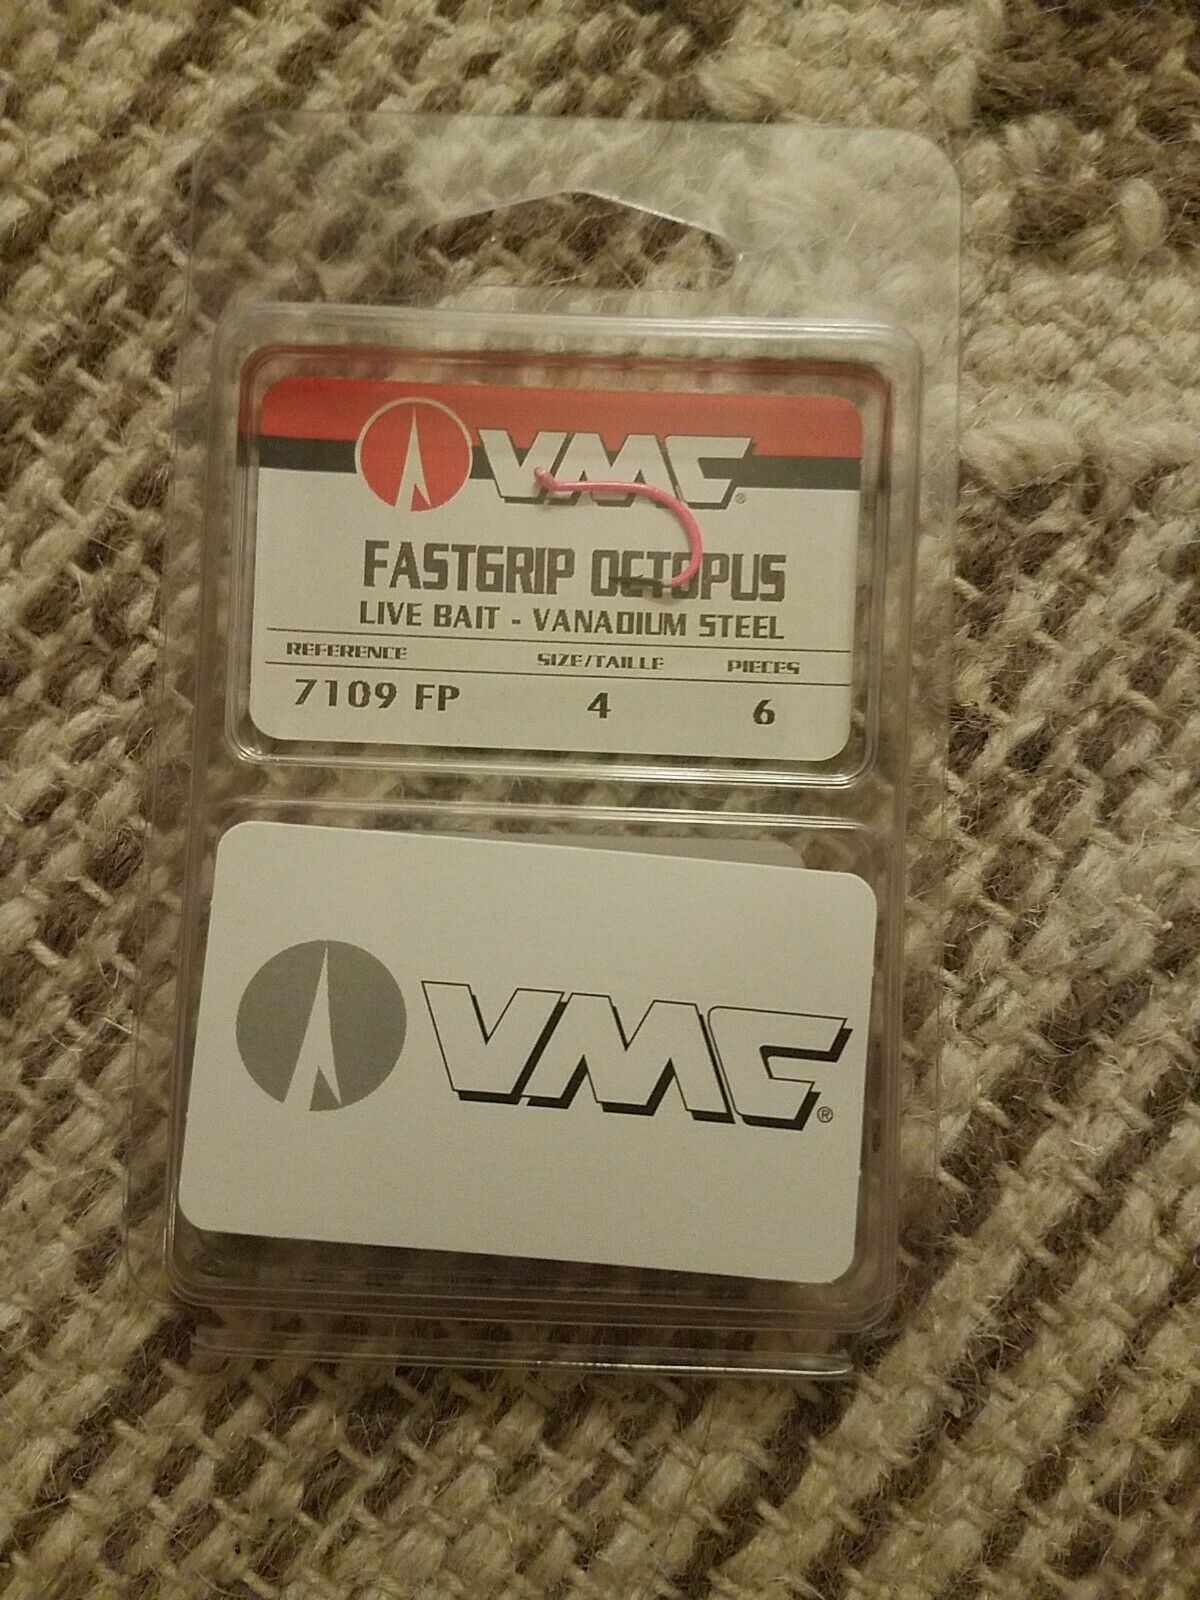 VMC®
FASTGRIP OCTOPUS
LIVE BAIT - VANADIUM STEEL
REFERENCE SIZE/TAILLE PIECES
7109 FP 4 6
VMC®